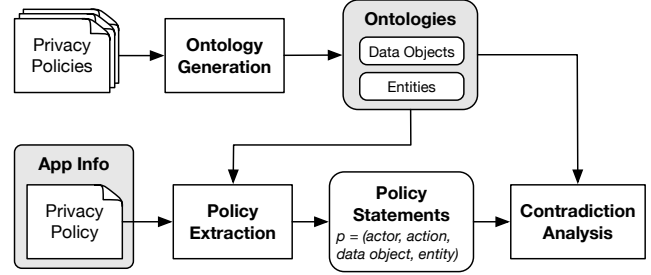 Privacy
Policies
Ontology
Generation
Ontologies
Data Objects
Entities
App Info
Privacy
Policy
Policy
Extraction
Policy
Statements
p = (actor, action,
data object, entity)
Contradiction
Analysis